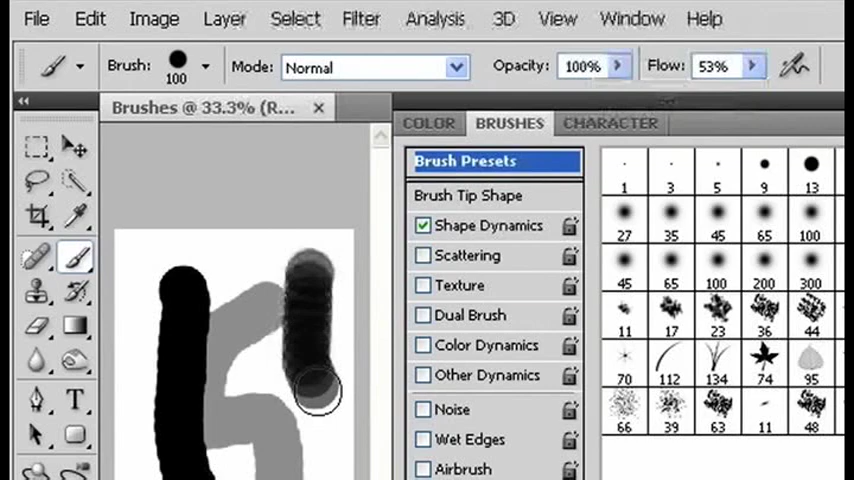 File Edit Image Layer Select Filter Analysis 3D View Window Help
Brush: 100 Mode: Normal Opacity: 100% Flow: 53%
Brushes @ 33.3% (R...
COLOR BRUSHES CHARACTER
Brush Presets
Brush Tip Shape
Shape Dynamics
Scattering
Texture
Dual Brush
Color Dynamics
Other Dynamics
Noise
Wet Edges
Airbrush
1 3 5 9 13
27 35 45 65 100
45 65 100 200 300
11 17 23 36 44
70 112 134 74 95
66 39 63 11 48